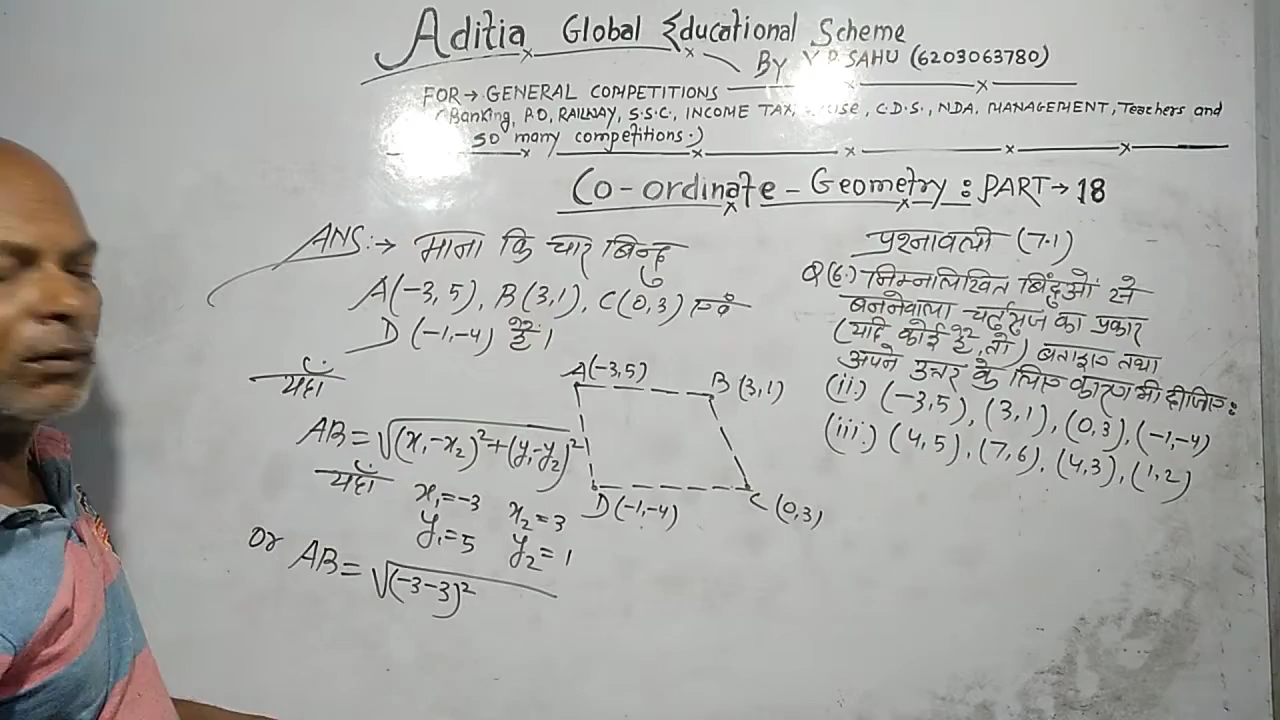 Aditia Global Educational Scheme
By Y.P. SAHU (6203063780)
FOR → GENERAL COMPETITIONS
(Banking, P.O, RAILWAY, S.S.C, INCOME TAX, , C.D.S, NDA, MANAGEMENT, Teachers and
so many competitions.)
Co-ordinate-Geometry: PART → 18
ANS: → माना कि चार बिन्दु
A(-3, 5), B(3, 1), C(0, 3) एवं
D (-1, -4) है।
यहाँ
A(-3,5)
B (3,1)
C (0,3)
D (-1,-4)
AB = √(x₁-x₂)²+(y₁-y₂)²
यहाँ
x₁=-3 x₂=3
y₁=5 y₂=1
or AB = √(-3-3)²
प्रश्नावली (7.1)
Q (6.) निम्नलिखित बिंदुओं से
बननेवाला चर्तुभुज का प्रकार
(यदि कोई है, तो) बताइए तथा
अपने उत्तर के लिए कारण भी दीजिए:
(ii.) (-3,5), (3,1), (0,3), (-1,-4)
(iii.) (4,5), (7,6), (4,3), (1,2)